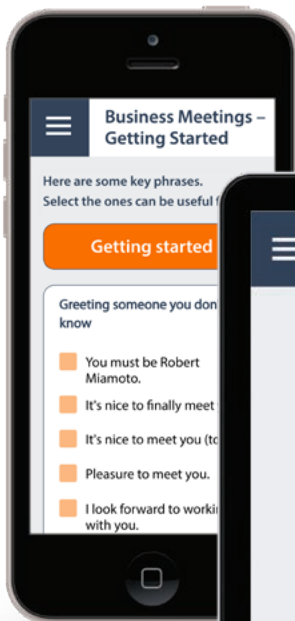 Business Meetings –
Getting Started
Here are some key phrases.
Select the ones can be useful
Getting started
Greeting someone you don
know
You must be Robert
Miamoto.
It's nice to finally meet
It's nice to meet you
Pleasure to meet you.
I look forward to
with you.